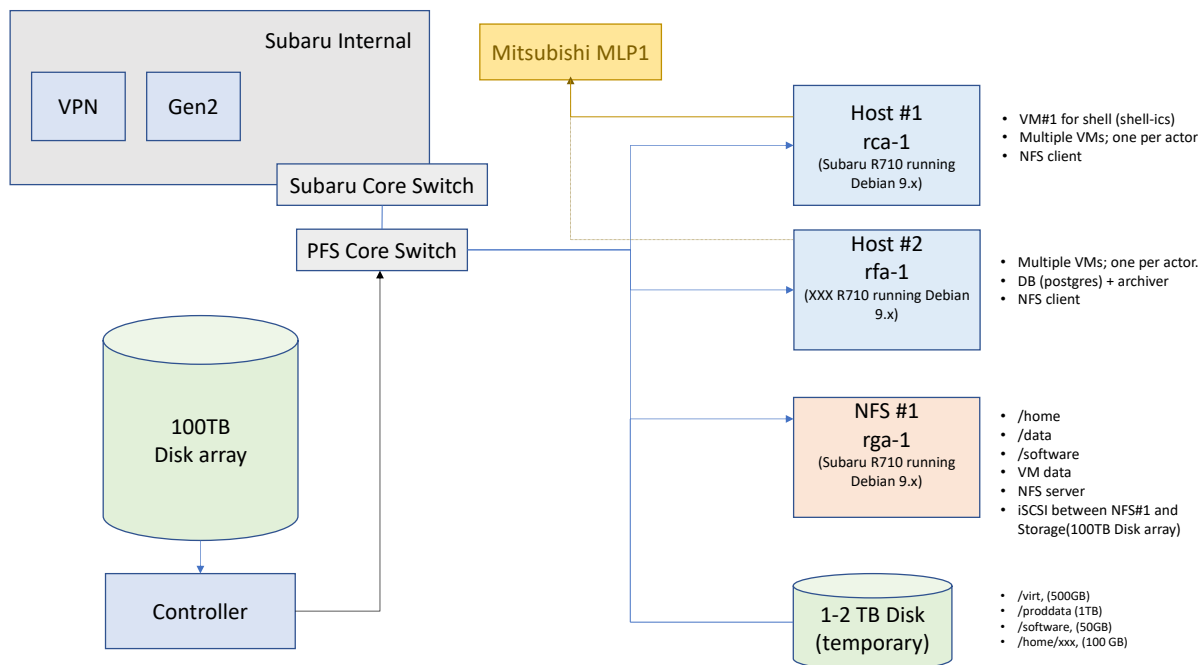 Subaru Internal
VPN
Gen2
Subaru Core Switch
PFS Core Switch
100TB
Disk array
Controller
Mitsubishi MLP1
Host #1
rca-1
(Subaru R710 running
Debian 9.x)
• VM#1 for shell (shell-ics)
• Multiple VMs; one per actor
• NFS client
Host #2
rfa-1
(XXX R710 running Debian
9.x)
• Multiple VMs; one per actor.
• DB (postgres) + archiver
• NFS client
NFS #1
rga-1
(Subaru R710 running
Debian 9.x)
• /home
• /data
• /software
• VM data
• NFS server
• iSCSI between NFS#1 and
Storage(100TB Disk array)
1-2 TB Disk
(temporary)
• /virt, (500GB)
• /proddata (1TB)
• /software, (50GB)
• /home/xxx, (100 GB)